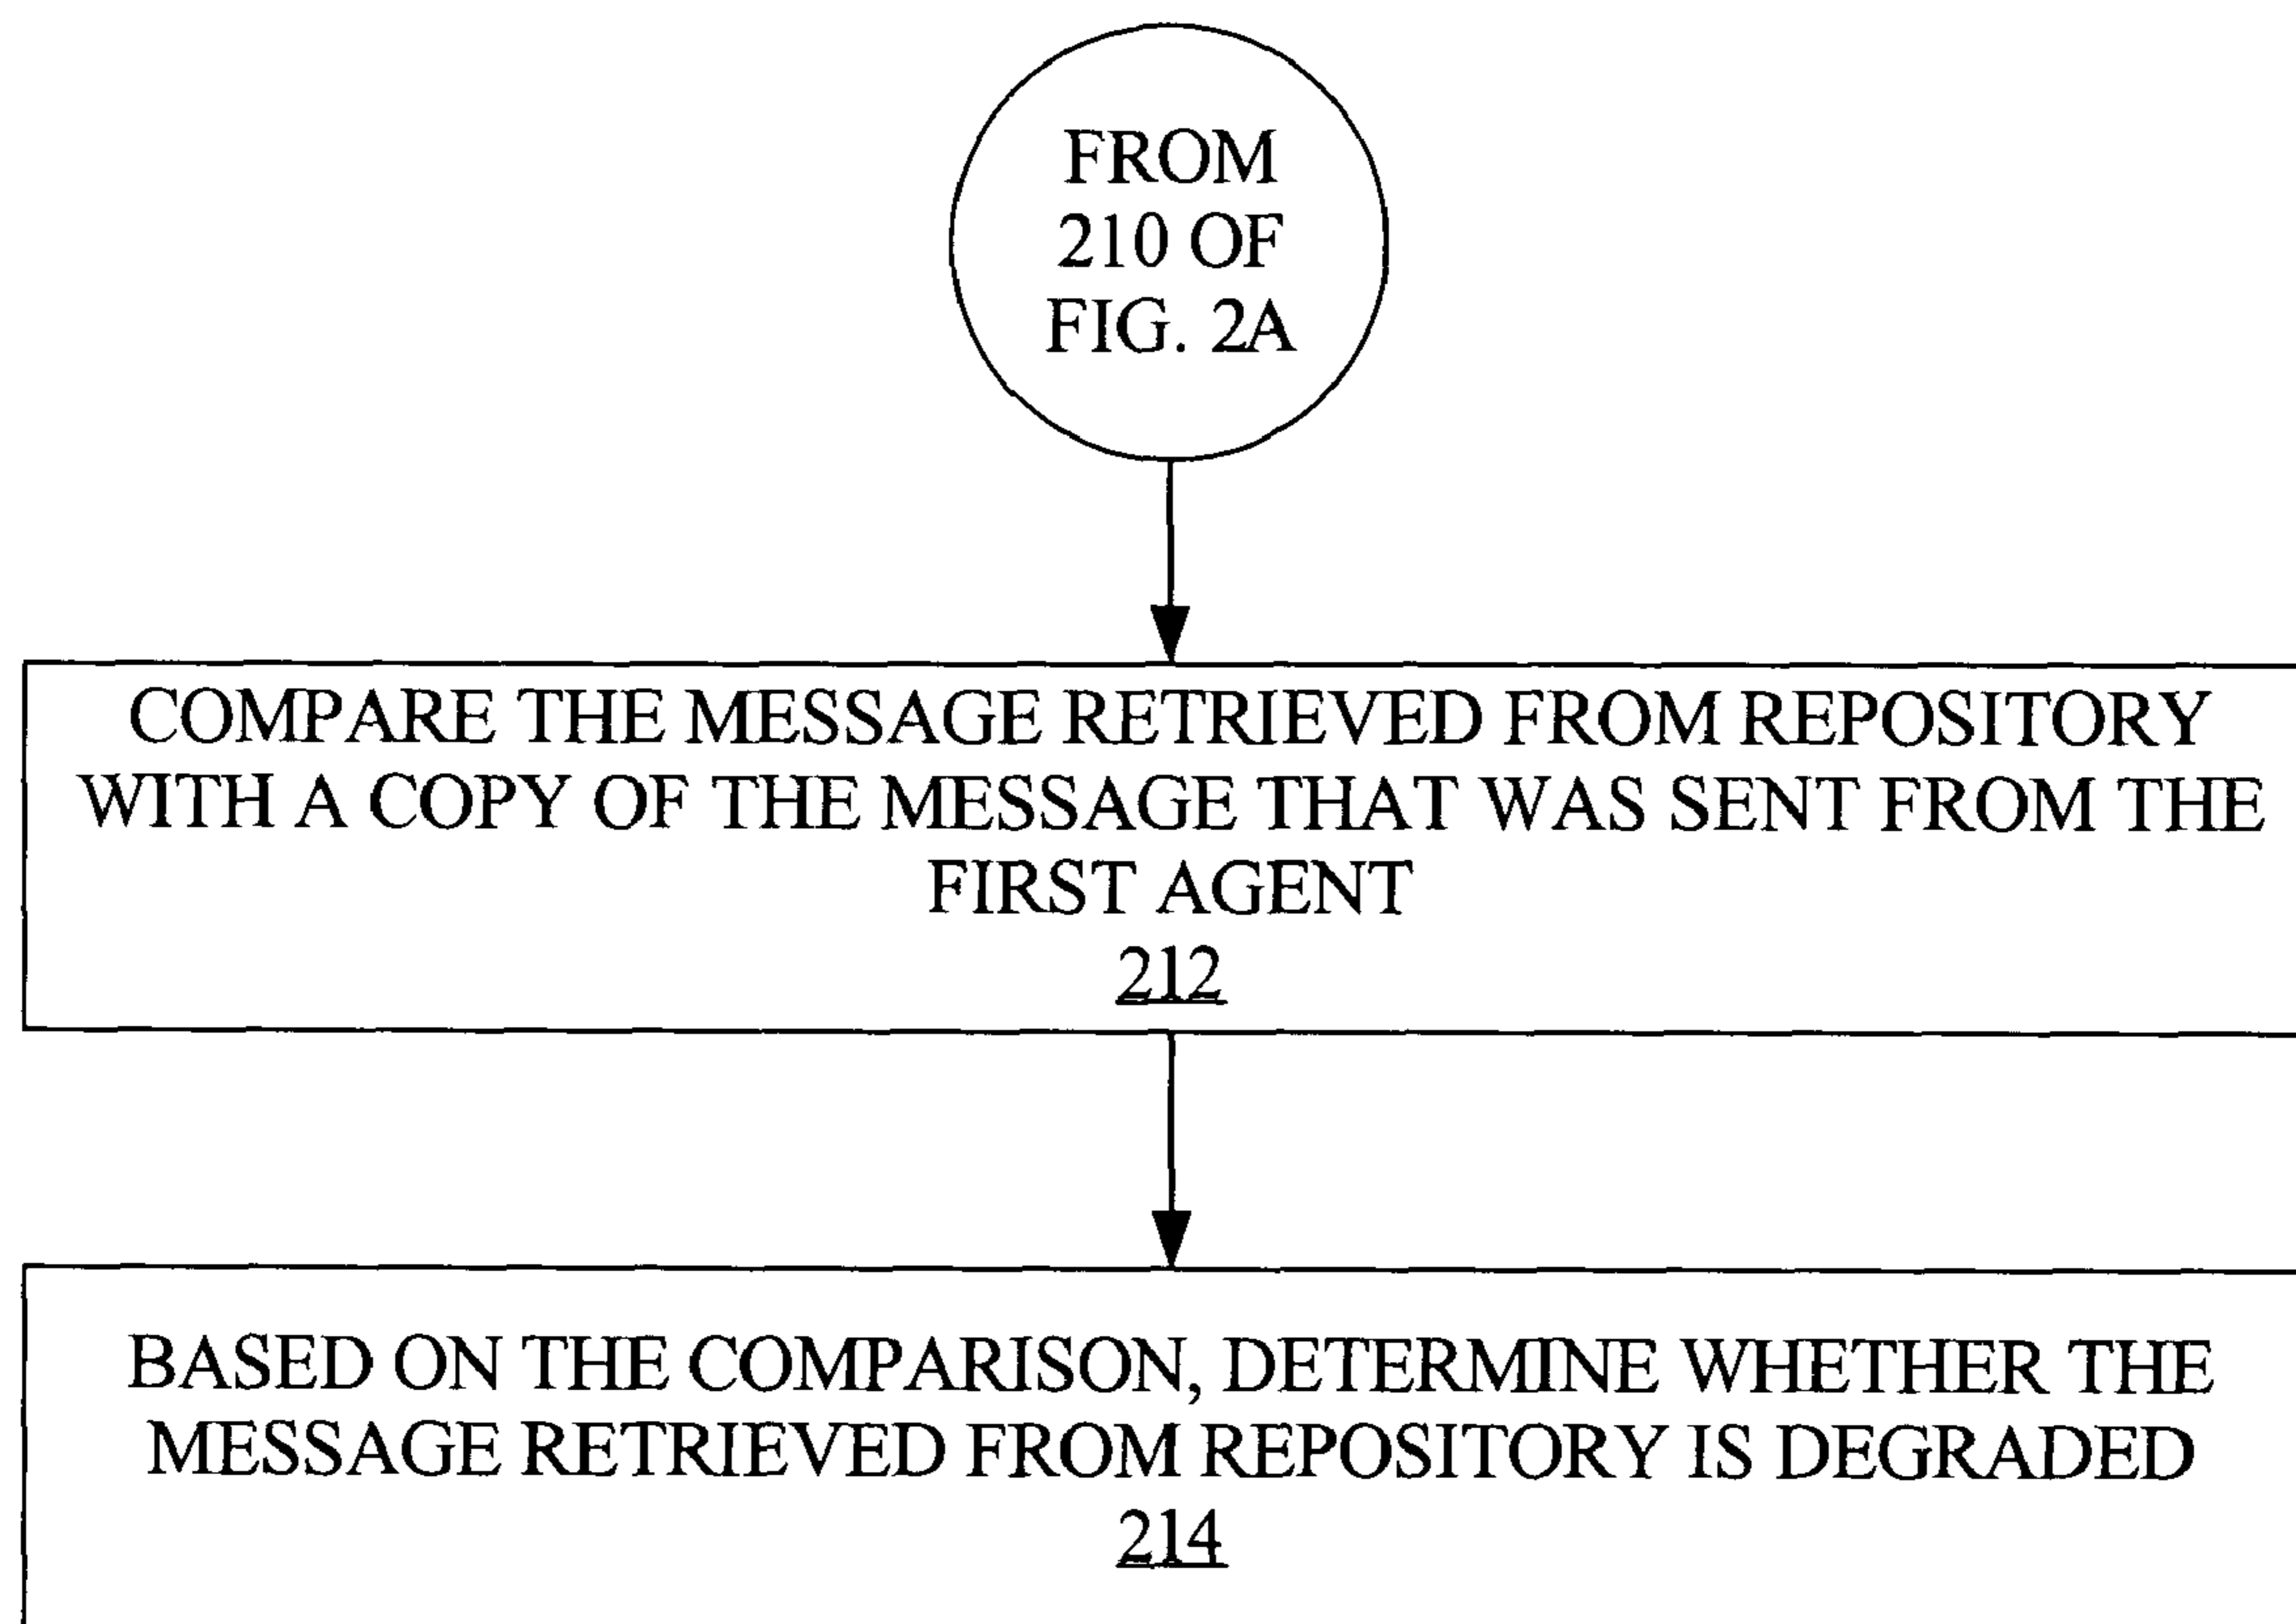 FROM
210 OF
FIG. 2A
COMPARE THE MESSAGE RETRIEVED FROM REPOSITORY
WITH A COPY OF THE MESSAGE THAT WAS SENT FROM THE
FIRST AGENT
212
BASED ON THE COMPARISON, DETERMINE WHETHER THE
MESSAGE RETRIEVED FROM REPOSITORY IS DEGRADED
214